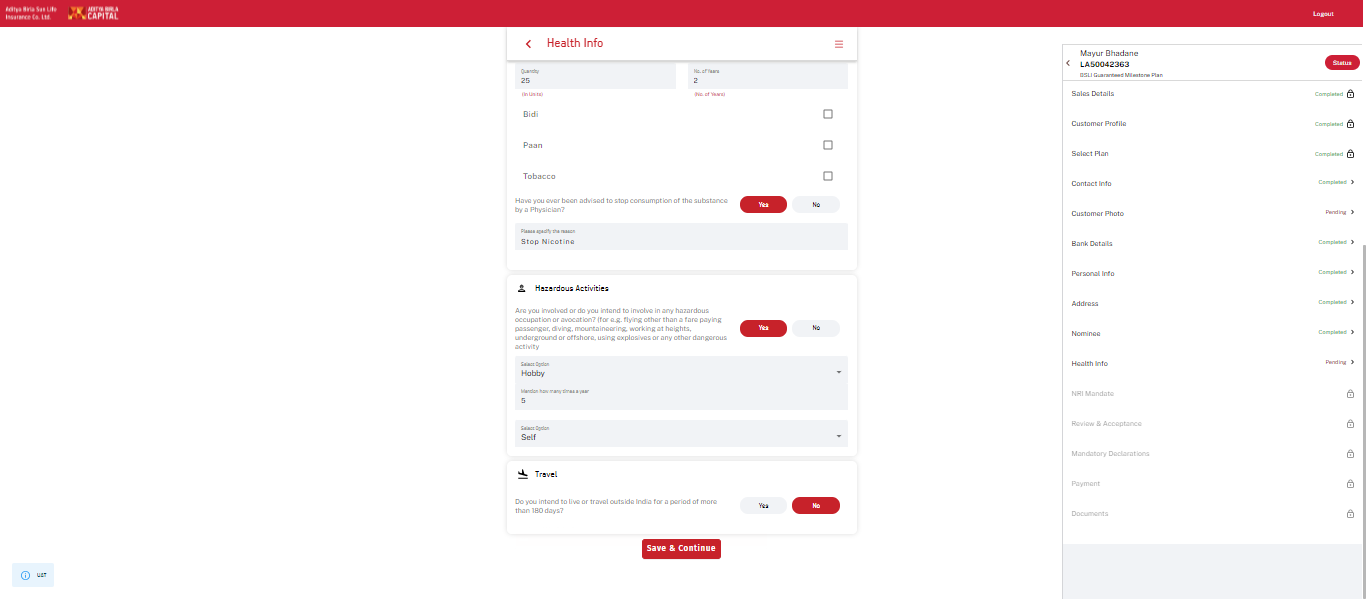 Aditya Birla Sun Life
Insurance Co. Ltd.
ADITYA BIRLA
CAPITAL
Logout
Health Info
Quantity
25
(In Units)
No. of Years
2
(No. of Years)
Bidi
Paan
Tobacco
Have you ever been advised to stop consumption of the substance
by a Physician?
Yes
No
Please specify the reason
Stop Nicotine
Hazardous Activities
Are you involved or do you intend to involve in any hazardous
occupation or avocation? (for e.g. flying other than a fare paying
passenger, diving, mountaineering, working at heights,
underground or offshore, using explosives or any other dangerous
activity
Yes
No
Select Option
Hobby
Mention how many times a year
5
Select Option
Self
Travel
Do you intend to live or travel outside India for a period of more
than 180 days?
Yes
No
Save & Continue
UAT
Mayur Bhadane
LA50042363
BSLI Guaranteed Milestone Plan
Status
Sales Details
Completed
Customer Profile
Completed
Select Plan
Completed
Contact Info
Completed
Customer Photo
Pending
Bank Details
Completed
Personal Info
Completed
Address
Completed
Nominee
Completed
Health Info
Pending
NRI Mandate
Review & Acceptance
Mandatory Declarations
Payment
Documents